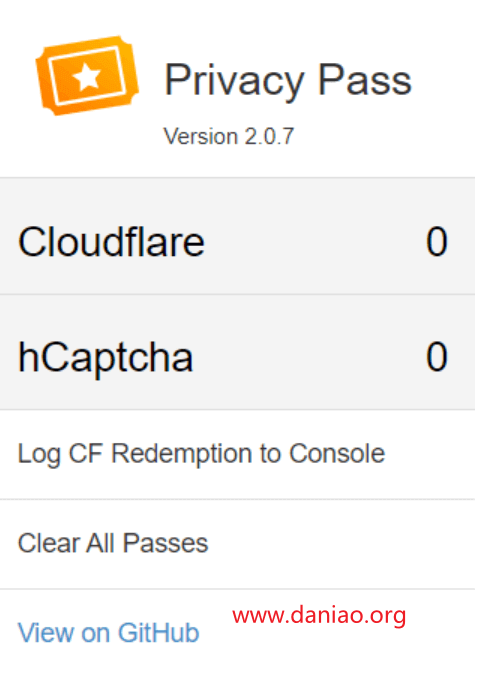 Privacy Pass
Version 2.0.7
Cloudflare 0
hCaptcha 0
Log CF Redemption to Console
Clear All Passes
www.daniao.org
View on GitHub